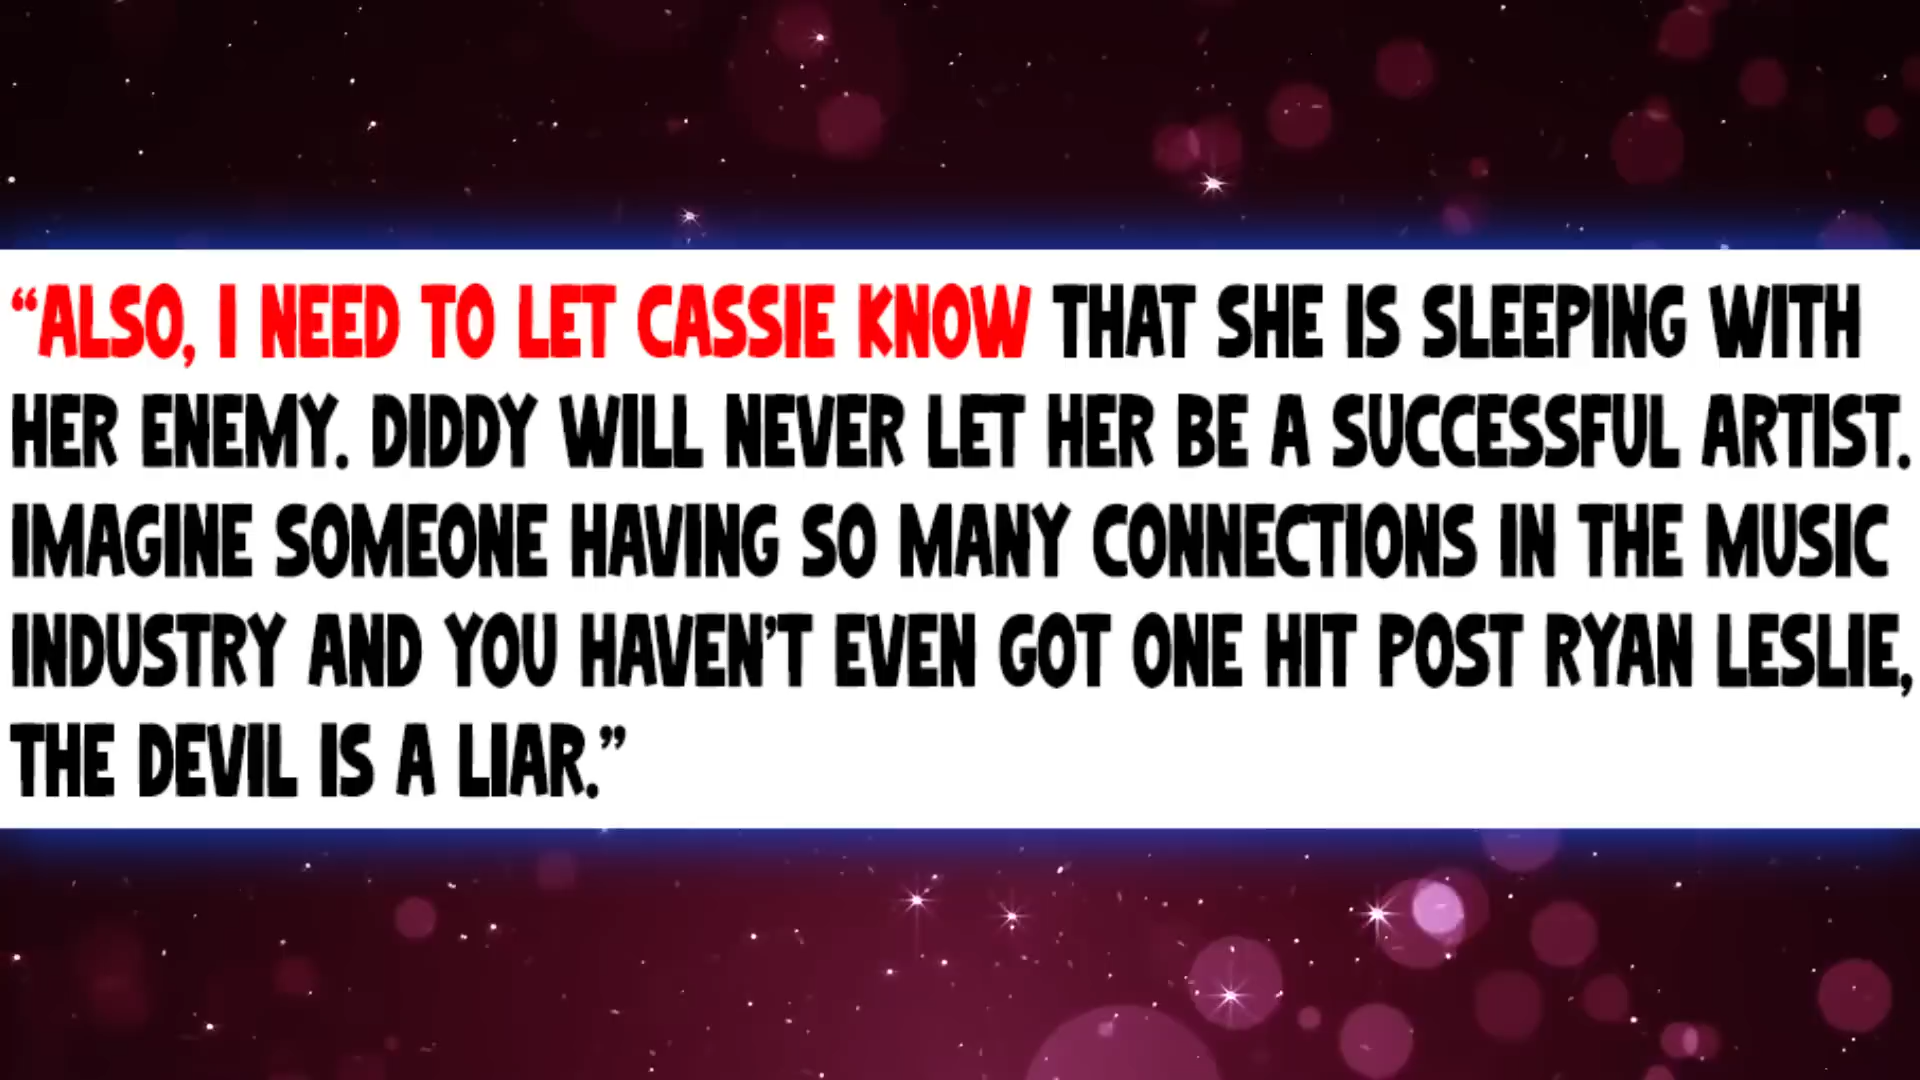 “ALSO, I NEED TO LET CASSIE KNOW THAT SHE IS SLEEPING WITH
HER ENEMY. DIDDY WILL NEVER LET HER BE A SUCCESSFUL ARTIST.
IMAGINE SOMEONE HAVING SO MANY CONNECTIONS IN THE MUSIC
INDUSTRY AND YOU HAVEN’T EVEN GOT ONE HIT POST RYAN LESLIE,
THE DEVIL IS A LIAR.”